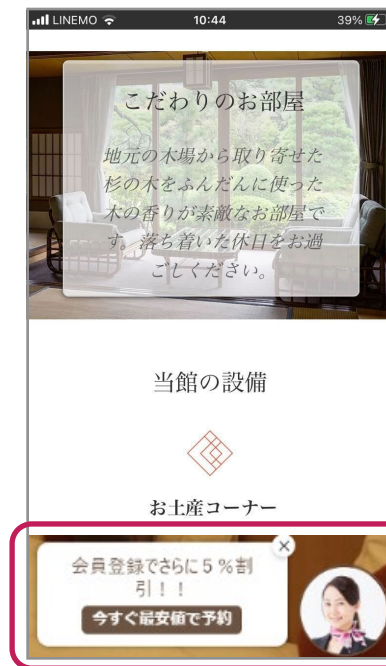 LINEMO 10:44 39%
こだわりのお部屋
地元の木場から取り寄せた
杉の木をふんだんに使った
木の香りが素敵なお部屋で
す。落ち着いた休日をお過
ごしください。
当館の設備
お土産コーナー
会員登録でさらに5%割
引!!
今すぐ最安値で予約